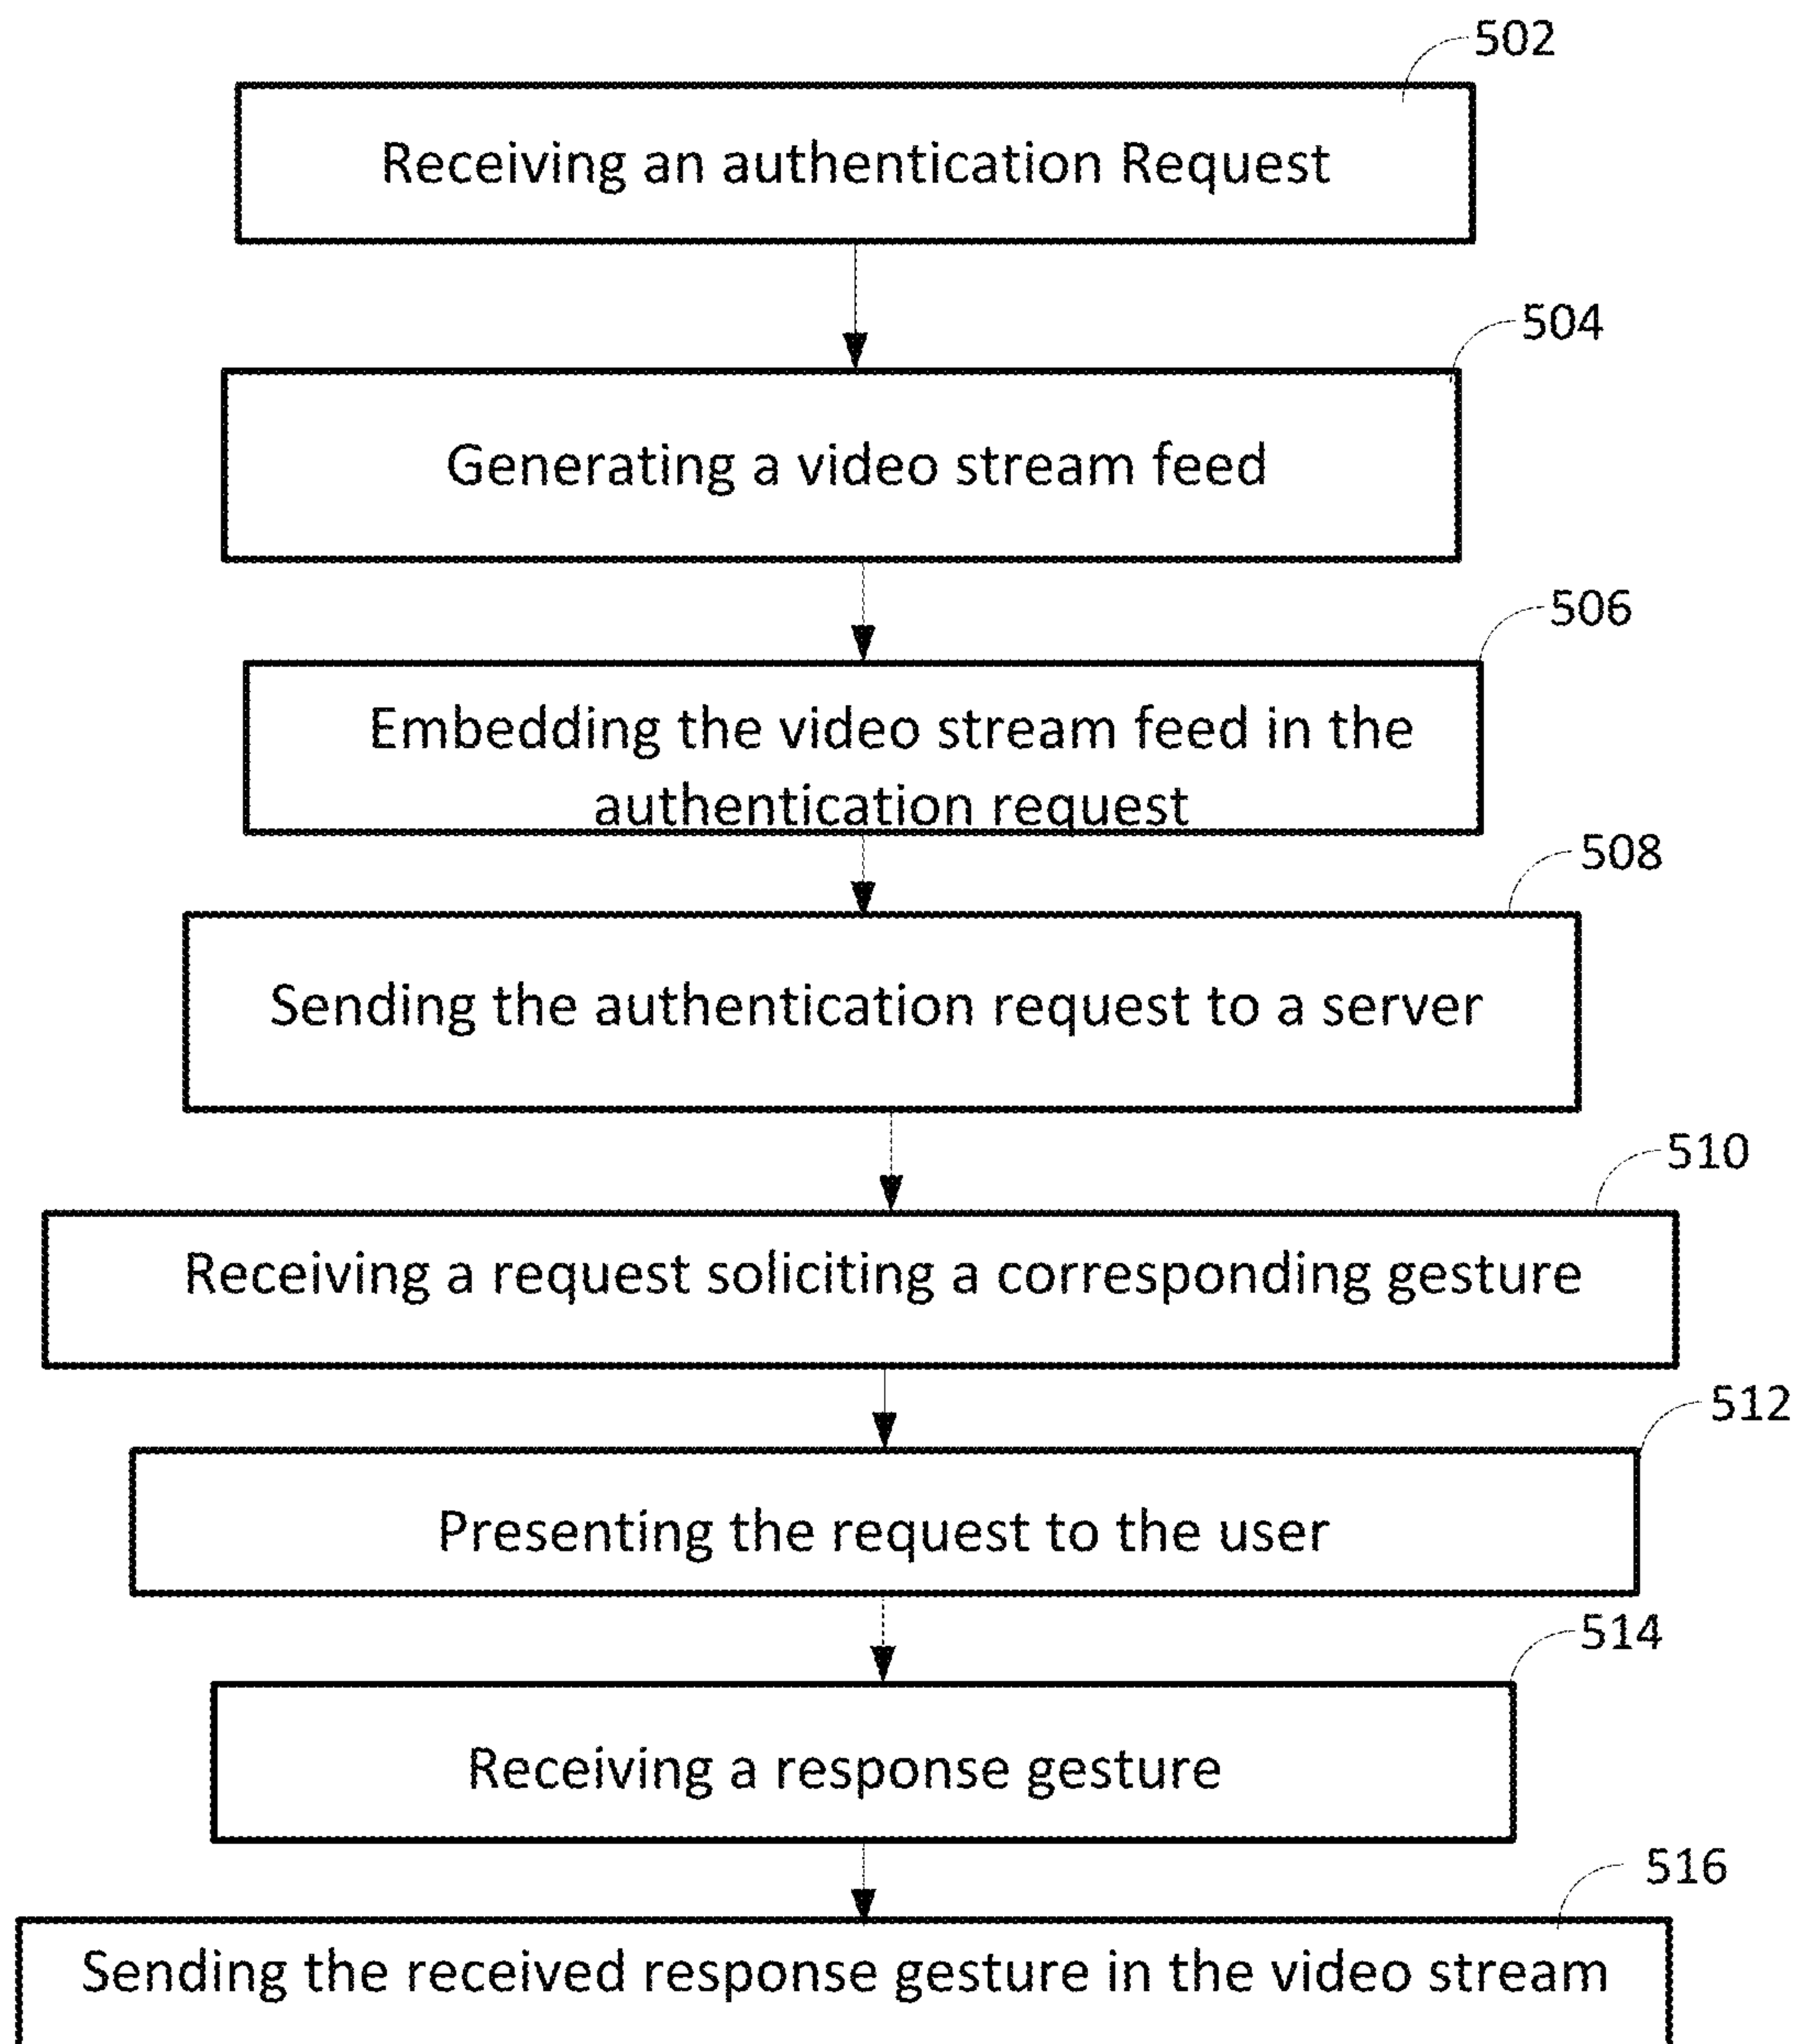 502
Receiving an authentication Request
504
Generating a video stream feed
506
Embedding the video stream feed in the
authentication request
508
Sending the authentication request to a server
510
Receiving a request soliciting a corresponding gesture
512
Presenting the request to the user
514
Receiving a response gesture
516
Sending the received response gesture in the video stream